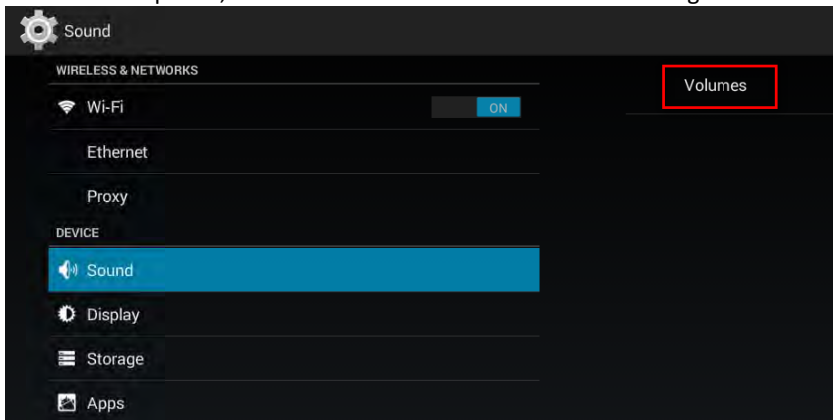 Sound
WIRELESS & NETWORKS
Wi-Fi
ON
Ethernet
Proxy
DEVICE
Sound
Display
Storage
Apps
Volumes